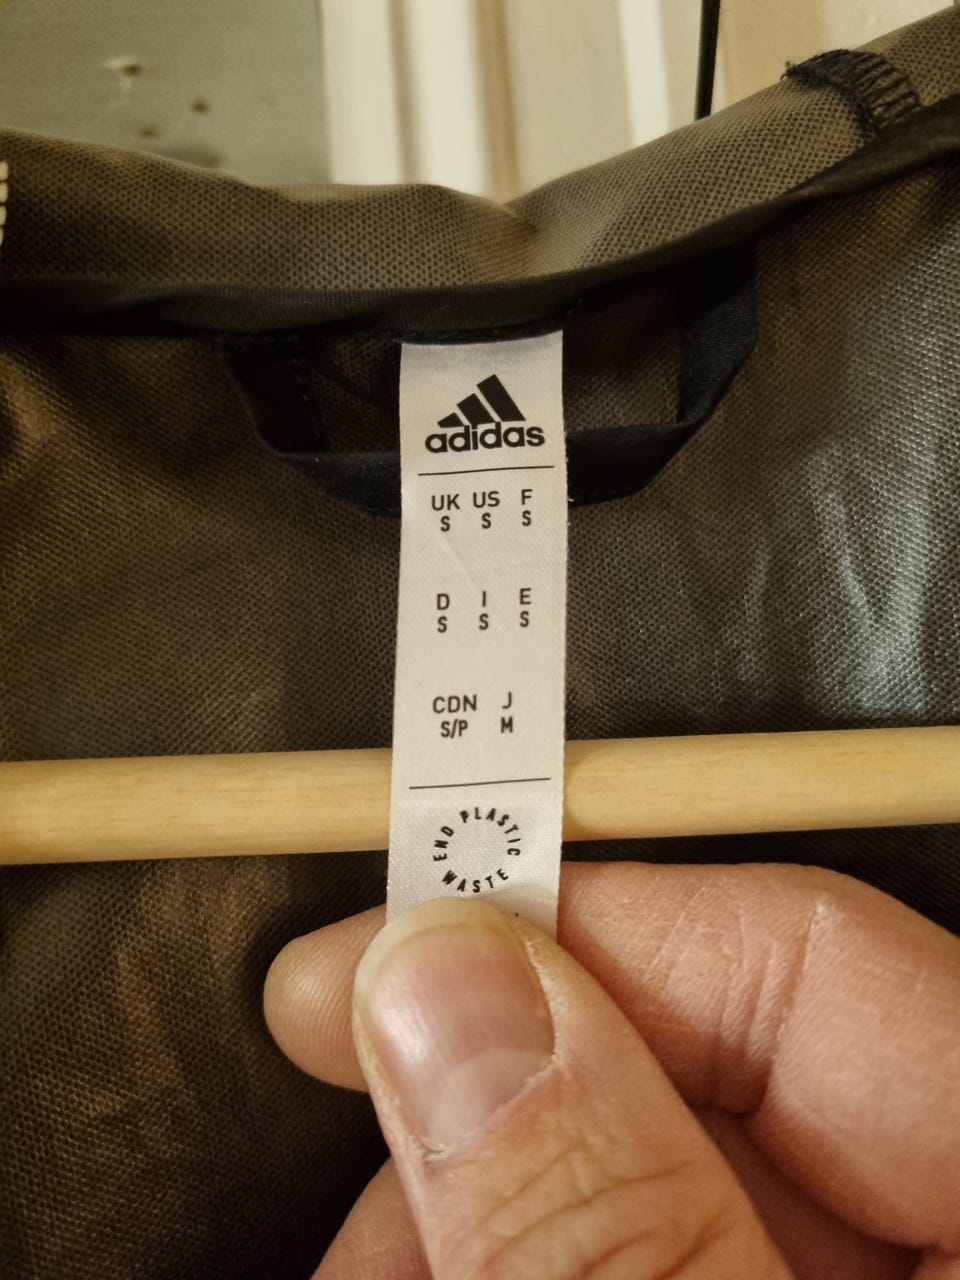 adidas
UK US F
S S S
D I E
S S S
CDN J
S/P M
END PLASTIC WASTE